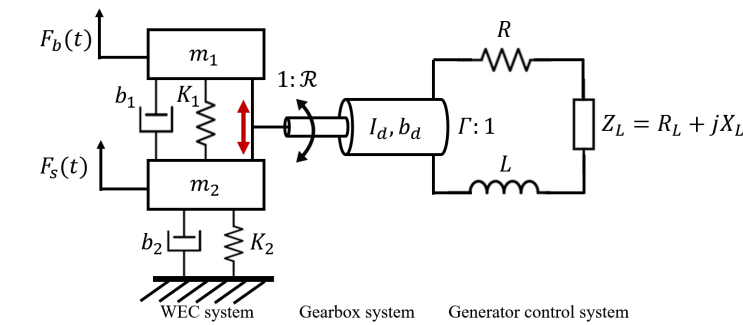 F_b(t)
m_1
b_1
K_1
1: ℛ
R
I_d, b_d
Γ: 1
Z_L = R_L + jX_L
L
F_s(t)
m_2
b_2
K_2
WEC system
Gearbox system
Generator control system